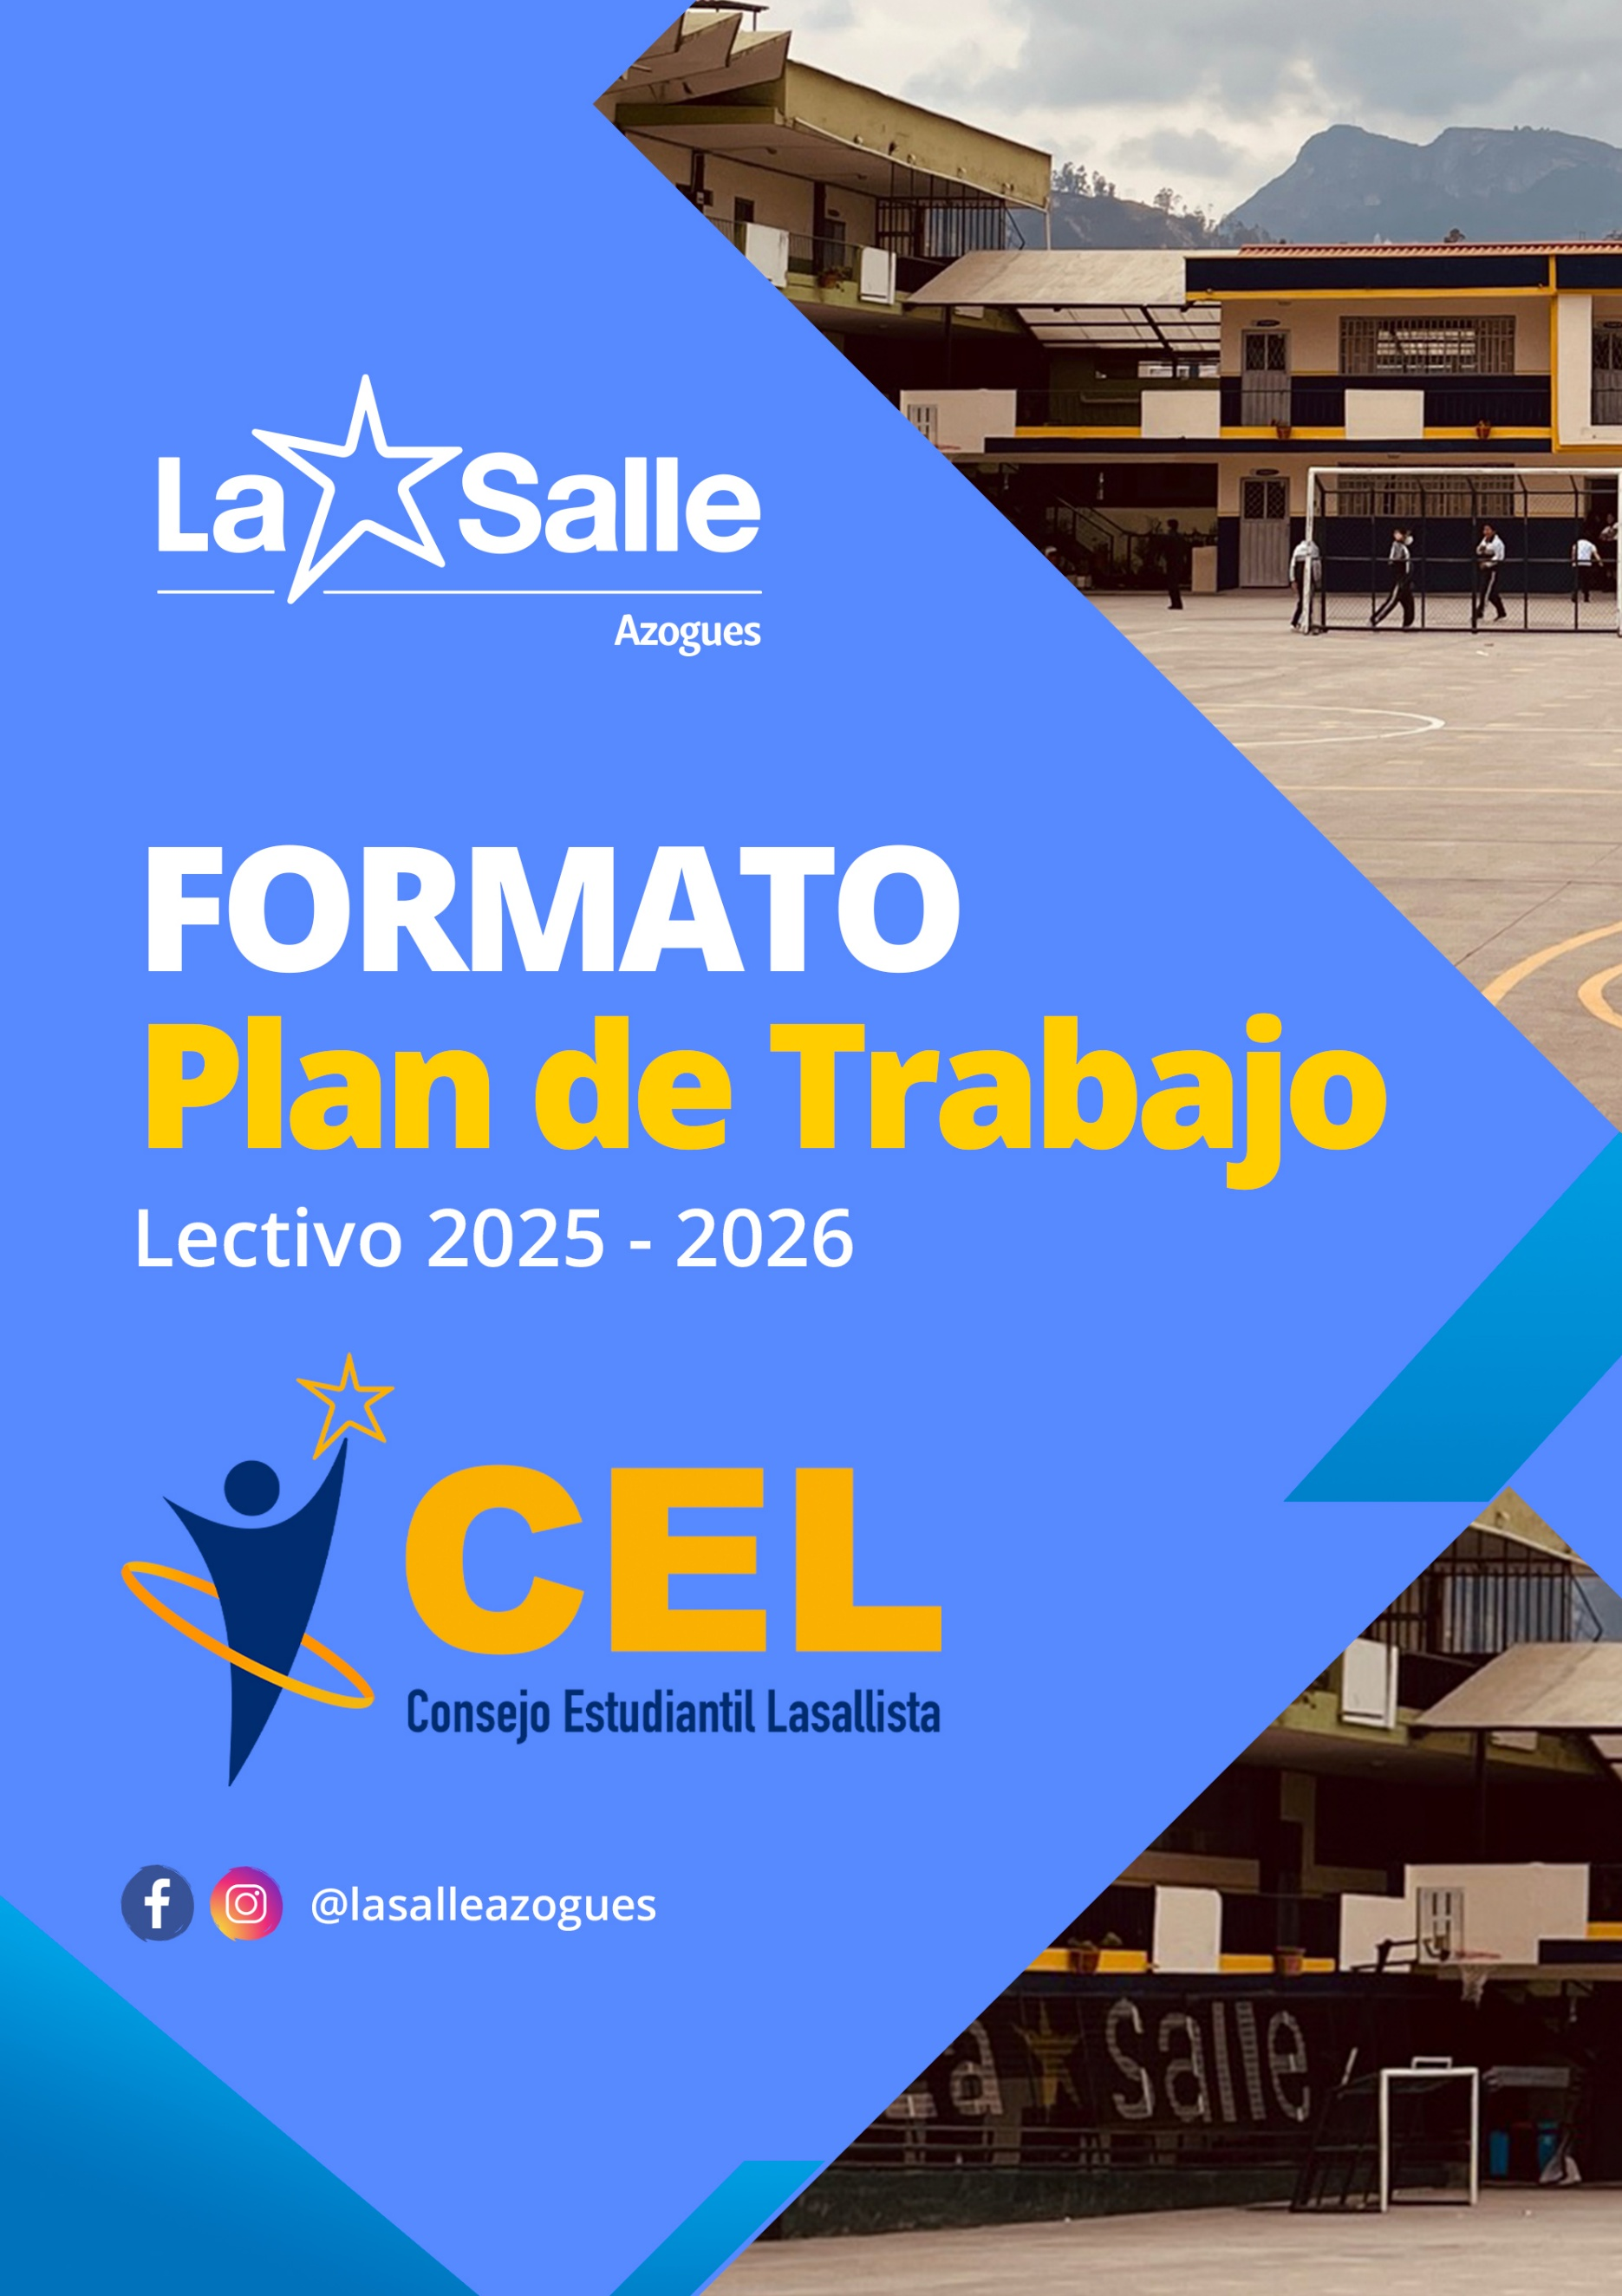 La Salle
Azogues
FORMATO
Plan de Trabajo
Lectivo 2025 - 2026
CEL
Consejo Estudiantil Lasallista
@lasalleazogues
La Salle